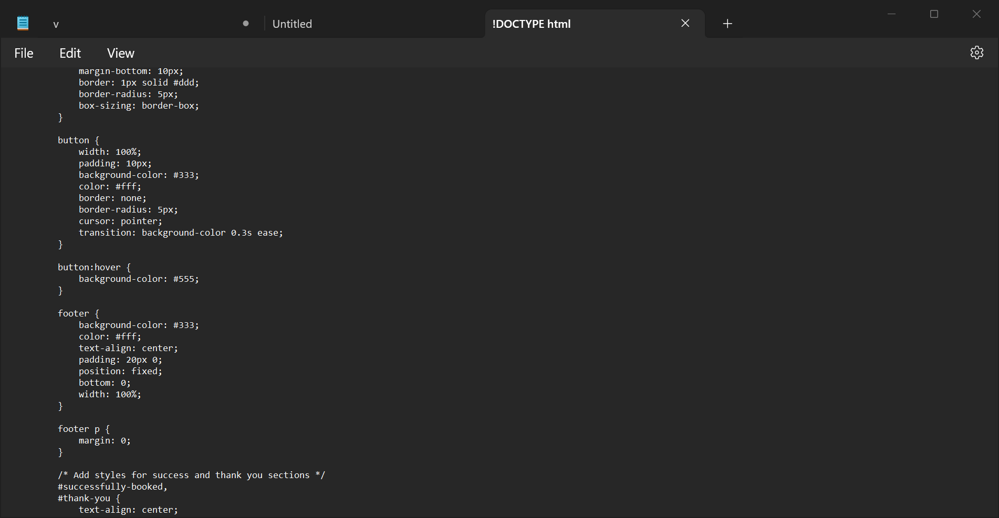 v
Untitled
!DOCTYPE html
File Edit View
margin-bottom: 10px;
border: 1px solid #ddd;
border-radius: 5px;
box-sizing: border-box;
}
button {
width: 100%;
padding: 10px;
background-color: #333;
color: #fff;
border: none;
border-radius: 5px;
cursor: pointer;
transition: background-color 0.3s ease;
}
button:hover {
background-color: #555;
}
footer {
background-color: #333;
color: #fff;
text-align: center;
padding: 20px 0;
position: fixed;
bottom: 0;
width: 100%;
}
footer p {
margin: 0;
}
/* Add styles for success and thank you sections */
#successfully-booked,
#thank-you {
text-align: center;